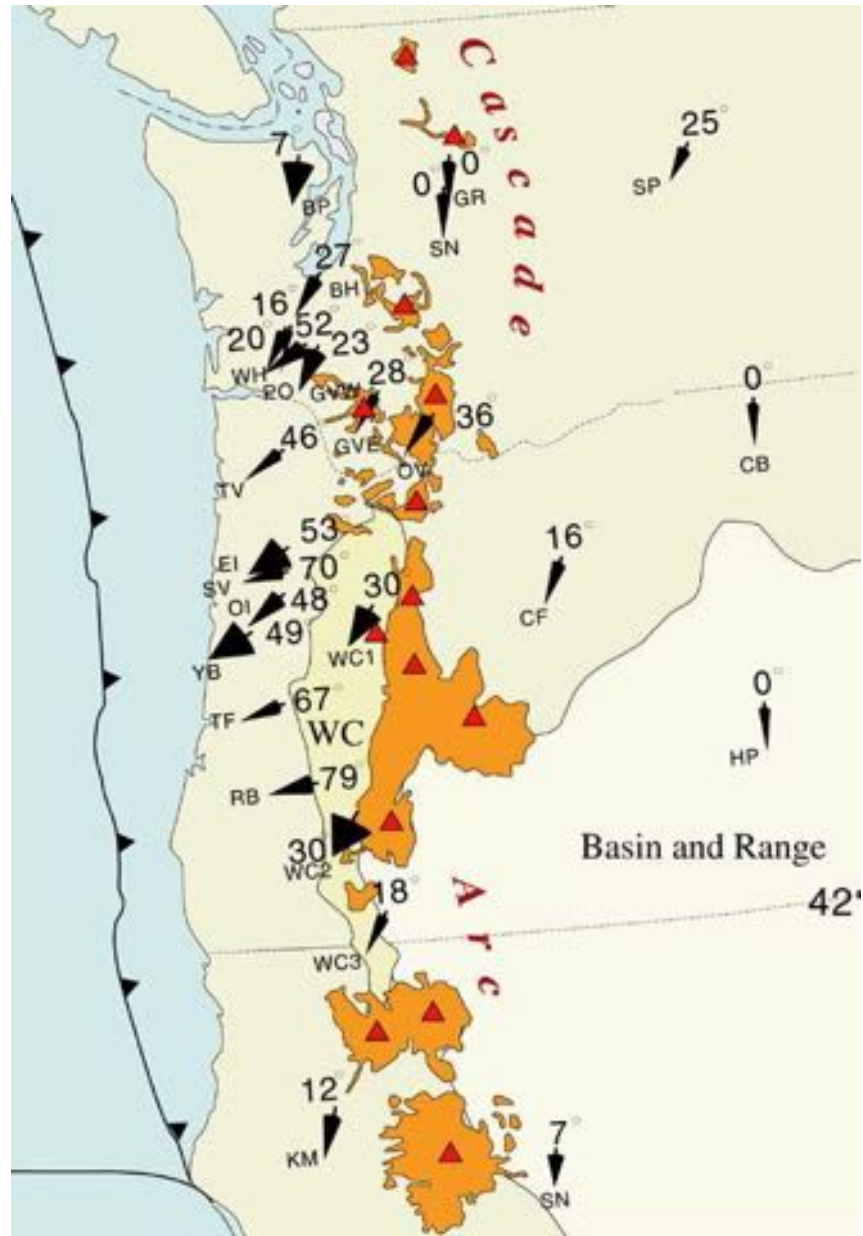 Cascade
7°
BP
0°
0°
GR
SN
25°
SP
27°
BH
16°
20°
52°
23°
WH
PO
GVW
28
GVE
36°
OV
0°
CB
46
TV
53
EI
70°
SV
OI
48°
49°
YB
30
WC1
16°
CF
67°
TF
WC
0°
HP
79°
RB
30
WC2
Basin and Range
18°
WC3
42°
Arc
12°
KM
7°
SN